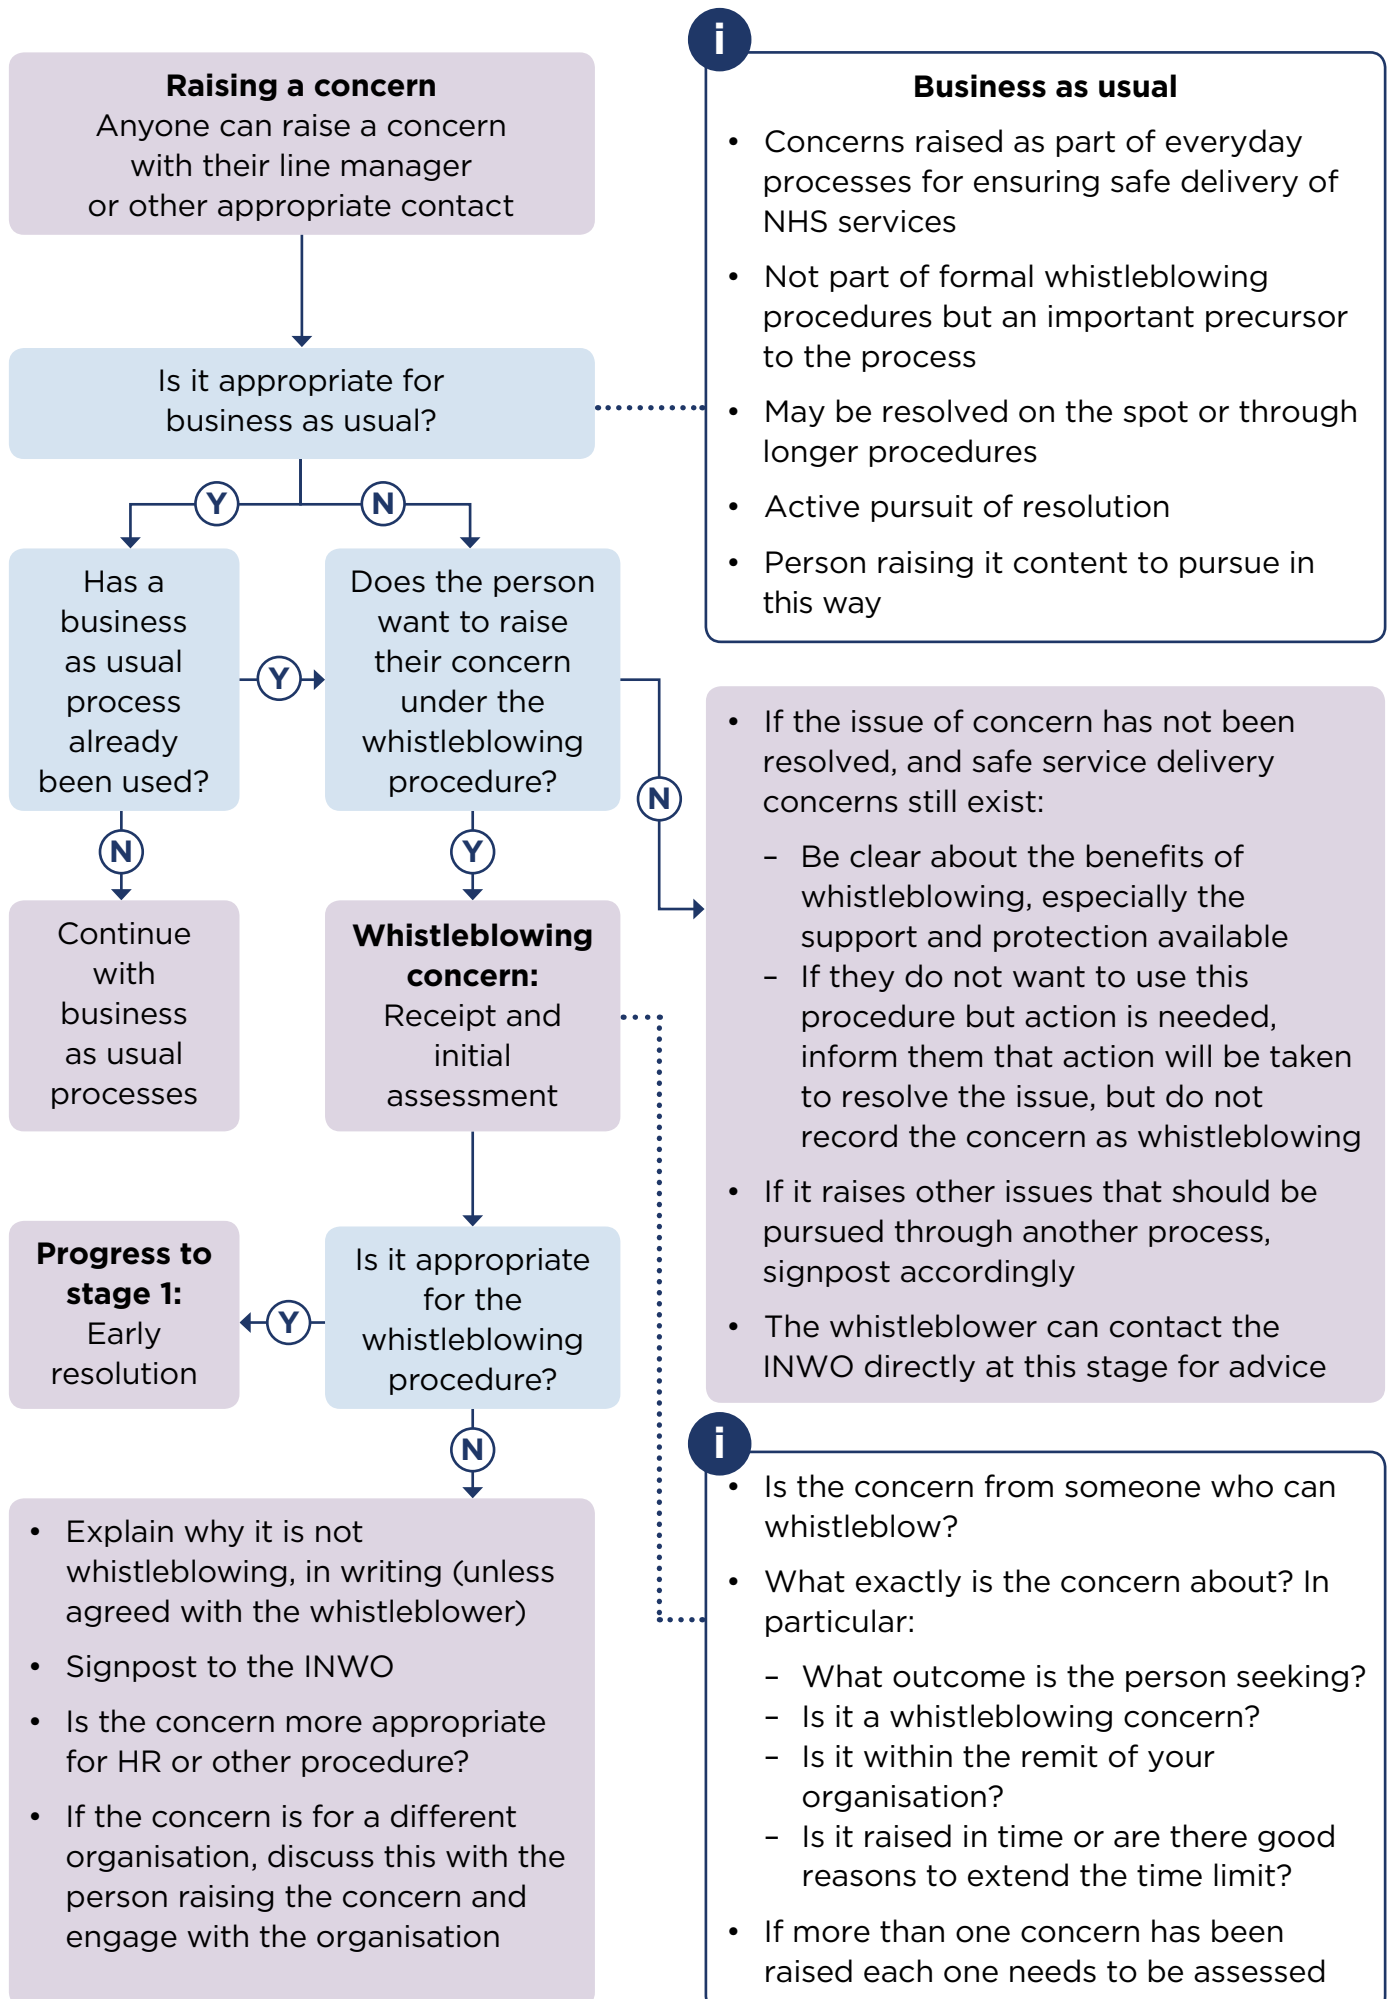 Raising a concern
Anyone can raise a concern
with their line manager
or other appropriate contact
i
Business as usual
• Concerns raised as part of everyday
processes for ensuring safe delivery of
NHS services
• Not part of formal whistleblowing
procedures but an important precursor
to the process
• May be resolved on the spot or through
longer procedures
• Active pursuit of resolution
• Person raising it content to pursue in
this way
Is it appropriate for
business as usual?
Y
N
Has a
business
as usual
process
already
been used?
Y
Does the person
want to raise
their concern
under the
whistleblowing
procedure?
N
• If the issue of concern has not been
resolved, and safe service delivery
concerns still exist:
– Be clear about the benefits of
whistleblowing, especially the
support and protection available
– If they do not want to use this
procedure but action is needed,
inform them that action will be taken
to resolve the issue, but do not
record the concern as whistleblowing
• If it raises other issues that should be
pursued through another process,
signpost accordingly
• The whistleblower can contact the
INWO directly at this stage for advice
N
Y
Continue
with
business
as usual
processes
Whistleblowing
concern:
Receipt and
initial
assessment
Progress to
stage 1:
Early
resolution
Y
Is it appropriate
for the
whistleblowing
procedure?
N
• Explain why it is not
whistleblowing, in writing (unless
agreed with the whistleblower)
• Signpost to the INWO
• Is the concern more appropriate
for HR or other procedure?
• If the concern is for a different
organisation, discuss this with the
person raising the concern and
engage with the organisation
i
• Is the concern from someone who can
whistleblow?
• What exactly is the concern about? In
particular:
– What outcome is the person seeking?
– Is it a whistleblowing concern?
– Is it within the remit of your
organisation?
– Is it raised in time or are there good
reasons to extend the time limit?
• If more than one concern has been
raised each one needs to be assessed